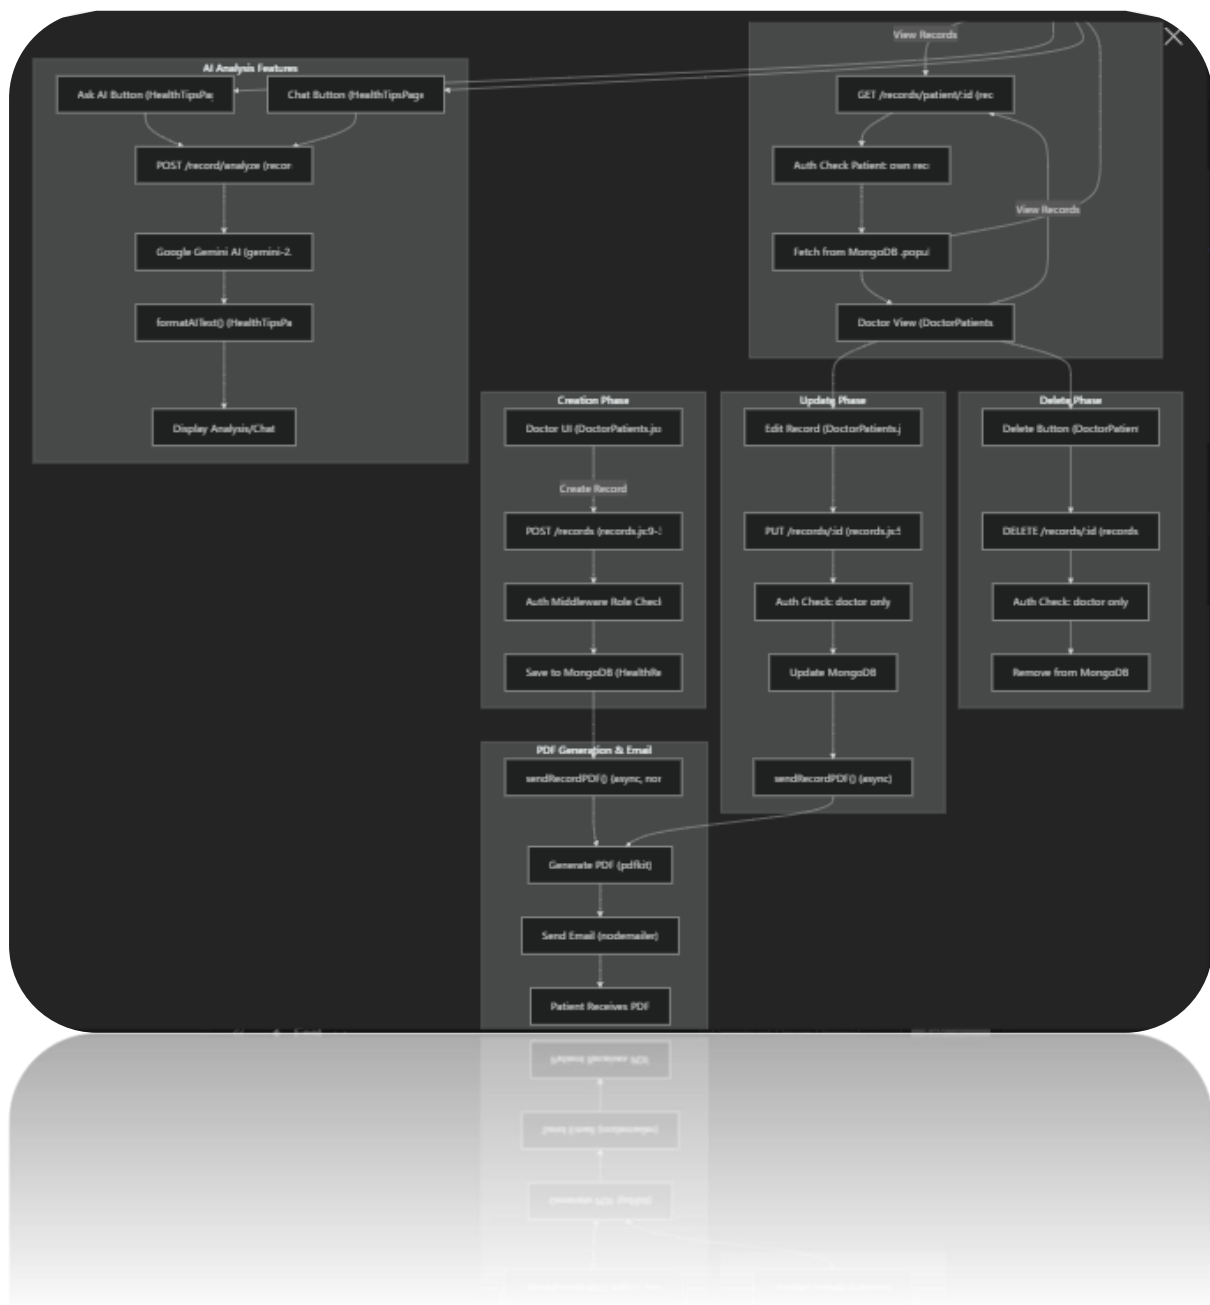 AI Analysis Features
Ask AI Button (HealthTipsPa
Chat Button (HealthTipsPage
POST /record/analyze (recor
Google Gemini AI (gemini-2.
formatAIText() (HealthTipsPa
Display Analysis/Chat
View Records
GET /records/patient/:id (rec
Auth Check Patient: own rec
View Records
Fetch from MongoDB .popul
Doctor View (DoctorPatients
Creation Phase
Doctor UI (DoctorPatients.jsx
Create Record
POST /records (records.js:9-
Auth Middleware Role Check
Save to MongoDB (HealthRe
Update Phase
Edit Record (DoctorPatients.j
PUT /records/:id (records.js:5
Auth Check: doctor only
Update MongoDB
sendRecordPDF() (async)
Delete Phase
Delete Button (DoctorPatient
DELETE /records/:id (records
Auth Check: doctor only
Remove from MongoDB
PDF Generation & Email
sendRecordPDF() (async, nor
Generate PDF (pdfkit)
Send Email (nodemailer)
Patient Receives PDF